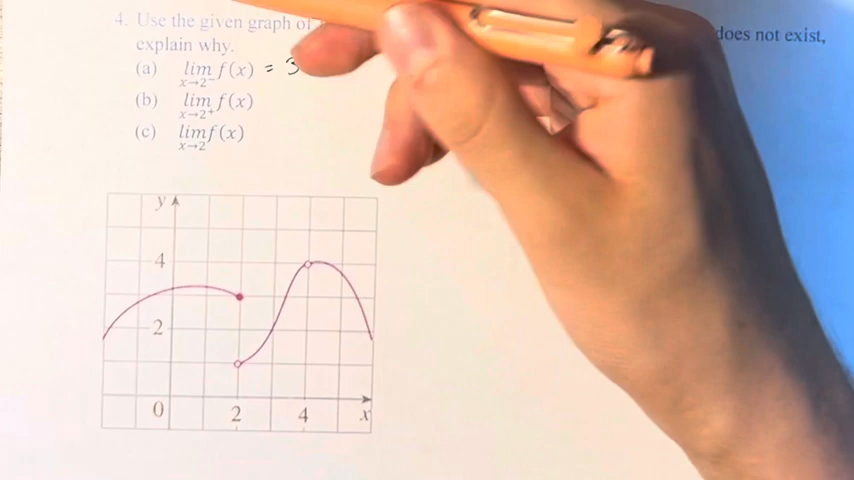 4. Use the given graph of does not exist,
explain why.
(a) lim f(x) = 3
x→2⁻
(b) lim f(x)
x→2⁺
(c) lim f(x)
x→2
y
4
2
0 2 4 x